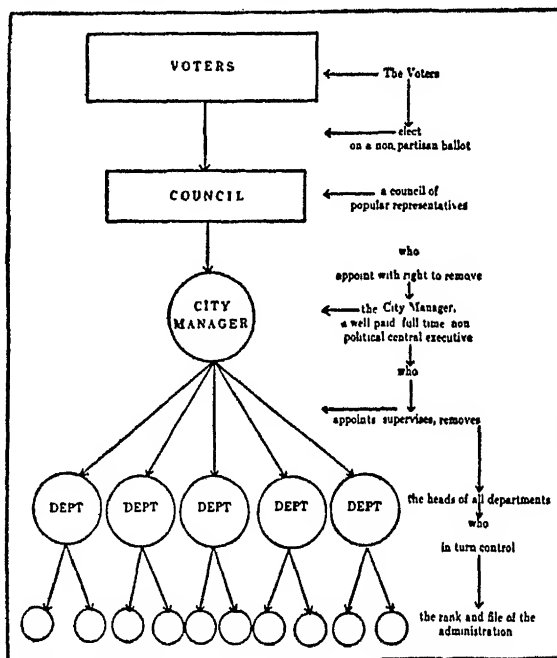 VOTERS
The Voters
elect
on a non partisan ballot
COUNCIL
a council of
popular representatives
who
appoint with right to remove
CITY
MANAGER
the City Manager,
a well paid full time non
political central executive
who
appoints supervises, removes
DEPT DEPT DEPT DEPT DEPT
the heads of all departments
who
in turn control
the rank and file of the
administration